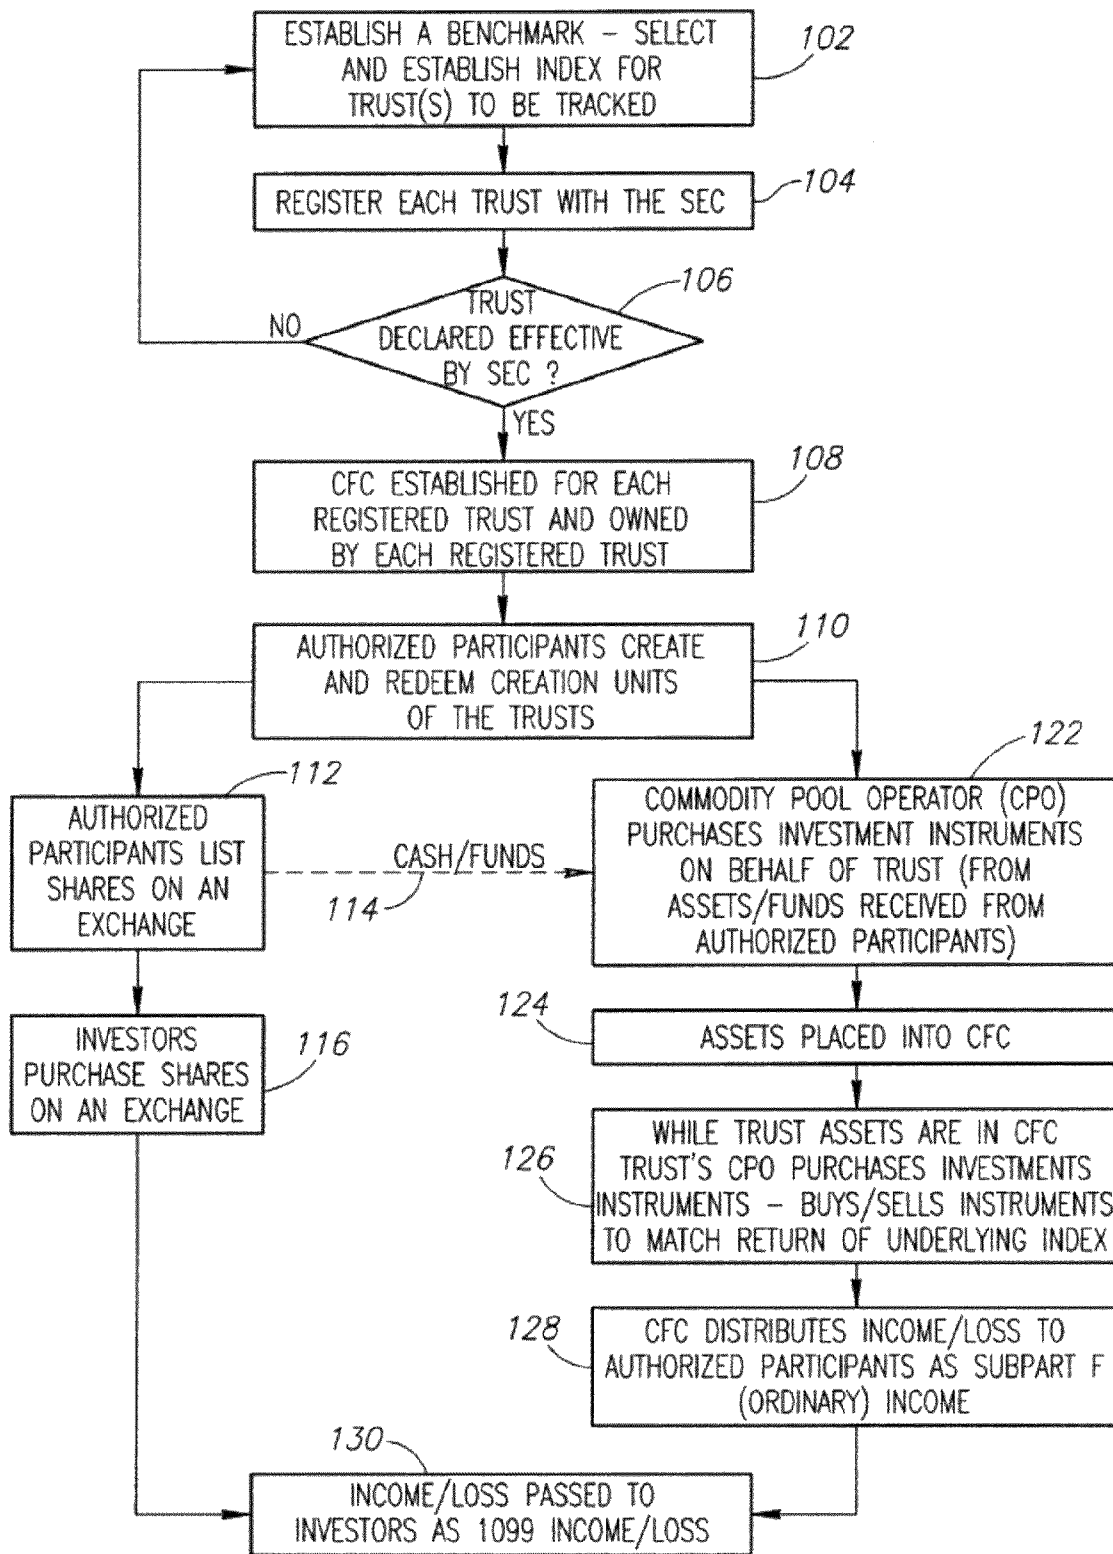 ESTABLISH A BENCHMARK – SELECT
AND ESTABLISH INDEX FOR
TRUST(S) TO BE TRACKED
102
REGISTER EACH TRUST WITH THE SEC
104
TRUST
DECLARED EFFECTIVE
BY SEC ?
106
NO
YES
CFC ESTABLISHED FOR EACH
REGISTERED TRUST AND OWNED
BY EACH REGISTERED TRUST
108
AUTHORIZED PARTICIPANTS CREATE
AND REDEEM CREATION UNITS
OF THE TRUSTS
110
AUTHORIZED
PARTICIPANTS LIST
SHARES ON AN
EXCHANGE
112
CASH/FUNDS
114
COMMODITY POOL OPERATOR (CPO)
PURCHASES INVESTMENT INSTRUMENTS
ON BEHALF OF TRUST (FROM
ASSETS/FUNDS RECEIVED FROM
AUTHORIZED PARTICIPANTS)
122
INVESTORS
PURCHASE SHARES
ON AN EXCHANGE
116
ASSETS PLACED INTO CFC
124
WHILE TRUST ASSETS ARE IN CFC
TRUST'S CPO PURCHASES INVESTMENTS
INSTRUMENTS – BUYS/SELLS INSTRUMENTS
TO MATCH RETURN OF UNDERLYING INDEX
126
CFC DISTRIBUTES INCOME/LOSS TO
AUTHORIZED PARTICIPANTS AS SUBPART F
(ORDINARY) INCOME
128
INCOME/LOSS PASSED TO
INVESTORS AS 1099 INCOME/LOSS
130